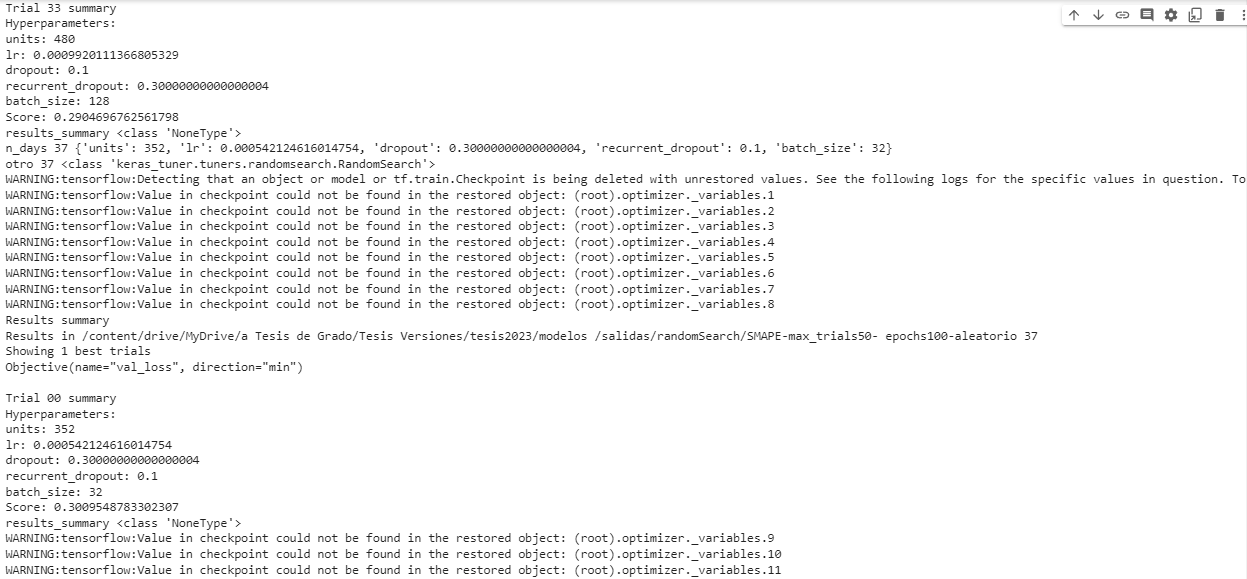 Trial 33 summary
Hyperparameters:
units: 480
lr: 0.0009920111366805329
dropout: 0.1
recurrent_dropout: 0.30000000000000004
batch_size: 128
Score: 0.2904696762561798
results_summary <class 'NoneType'>
n_days 37 {'units': 352, 'lr': 0.000542124616014754, 'dropout': 0.30000000000000004, 'recurrent_dropout': 0.1, 'batch_size': 32}
otro 37 <class 'keras_tuner.tuners.randomsearch.RandomSearch'>
WARNING:tensorflow:Detecting that an object or model or tf.train.Checkpoint is being deleted with unrestored values. See the following logs for the specific values in question. To
WARNING:tensorflow:Value in checkpoint could not be found in the restored object: (root).optimizer._variables.1
WARNING:tensorflow:Value in checkpoint could not be found in the restored object: (root).optimizer._variables.2
WARNING:tensorflow:Value in checkpoint could not be found in the restored object: (root).optimizer._variables.3
WARNING:tensorflow:Value in checkpoint could not be found in the restored object: (root).optimizer._variables.4
WARNING:tensorflow:Value in checkpoint could not be found in the restored object: (root).optimizer._variables.5
WARNING:tensorflow:Value in checkpoint could not be found in the restored object: (root).optimizer._variables.6
WARNING:tensorflow:Value in checkpoint could not be found in the restored object: (root).optimizer._variables.7
WARNING:tensorflow:Value in checkpoint could not be found in the restored object: (root).optimizer._variables.8
Results summary
Results in /content/drive/MyDrive/a Tesis de Grado/Tesis Versiones/tesis2023/modelos /salidas/randomSearch/SMAPE-max_trials50- epochs100-aleatorio 37
Showing 1 best trials
Objective(name="val_loss", direction="min")
Trial 00 summary
Hyperparameters:
units: 352
lr: 0.000542124616014754
dropout: 0.30000000000000004
recurrent_dropout: 0.1
batch_size: 32
Score: 0.3009548783302307
results_summary <class 'NoneType'>
WARNING:tensorflow:Value in checkpoint could not be found in the restored object: (root).optimizer._variables.9
WARNING:tensorflow:Value in checkpoint could not be found in the restored object: (root).optimizer._variables.10
WARNING:tensorflow:Value in checkpoint could not be found in the restored object: (root).optimizer._variables.11